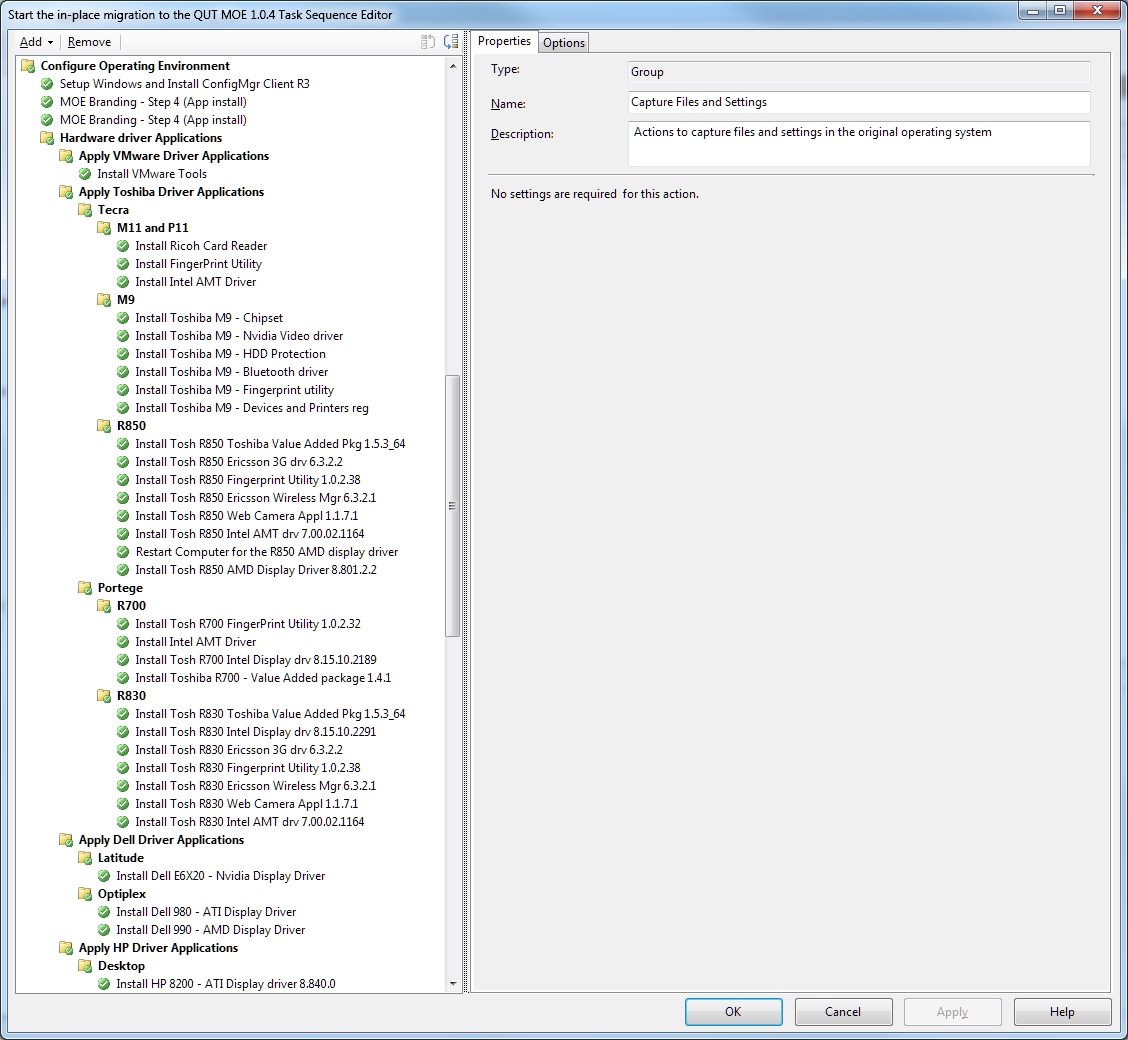 Start the in-place migration to the QUT MOE 1.0.4 Task Sequence Editor
Add Remove
Configure Operating Environment
Setup Windows and Install ConfigMgr Client R3
MOE Branding - Step 4 (App install)
MOE Branding - Step 4 (App install)
Hardware driver Applications
Apply VMware Driver Applications
Install VMware Tools
Apply Toshiba Driver Applications
Tecra
M11 and P11
Install Ricoh Card Reader
Install FingerPrint Utility
Install Intel AMT Driver
M9
Install Toshiba M9 - Chipset
Install Toshiba M9 - Nvidia Video driver
Install Toshiba M9 - HDD Protection
Install Toshiba M9 - Bluetooth driver
Install Toshiba M9 - Fingerprint utility
Install Toshiba M9 - Devices and Printers reg
R850
Install Tosh R850 Toshiba Value Added Pkg 1.5.3_64
Install Tosh R850 Ericson 3G drv 6.3.2.2
Install Tosh R850 Fingerprint Utility 1.0.2.38
Install Tosh R850 Ericsson Wireless Mgr 6.3.2.1
Install Tosh R850 Web Camera Appl 1.1.7.1
Install Tosh R850 Intel AMT drv 7.00.02.1164
Restart Computer for the R850 AMD display driver
Install Tosh R850 AMD Display Driver 8.801.2.2
Portege
R700
Install Tosh R700 FingerPrint Utility 1.0.2.32
Install Intel AMT Driver
Install Tosh R700 Intel Display drv 8.15.10.2189
Install Toshiba R700 - Value Added package 1.4.1
R830
Install Tosh R830 Toshiba Value Added Pkg 1.5.3_64
Install Tosh R830 Intel Display drv 8.15.10.2291
Install Tosh R830 Ericsson 3G drv 6.3.2.2
Install Tosh R830 Fingerprint Utility 1.0.2.38
Install Tosh R830 Ericsson Wireless Mgr 6.3.2.1
Install Tosh R830 Web Camera Appl 1.1.7.1
Install Tosh R830 Intel AMT drv 7.00.02.1164
Apply Dell Driver Applications
Latitude
Install Dell E6X20 - Nvidia Display Driver
Optiplex
Install Dell 980 - ATI Display Driver
Install Dell 990 - AMD Display Driver
Apply HP Driver Applications
Desktop
Install HP 8200 - ATI Display driver 8.840.0
Properties Options
Type: Group
Name: Capture Files and Settings
Description: Actions to capture files and settings in the original operating system
No settings are required for this action.
OK Cancel Apply Help